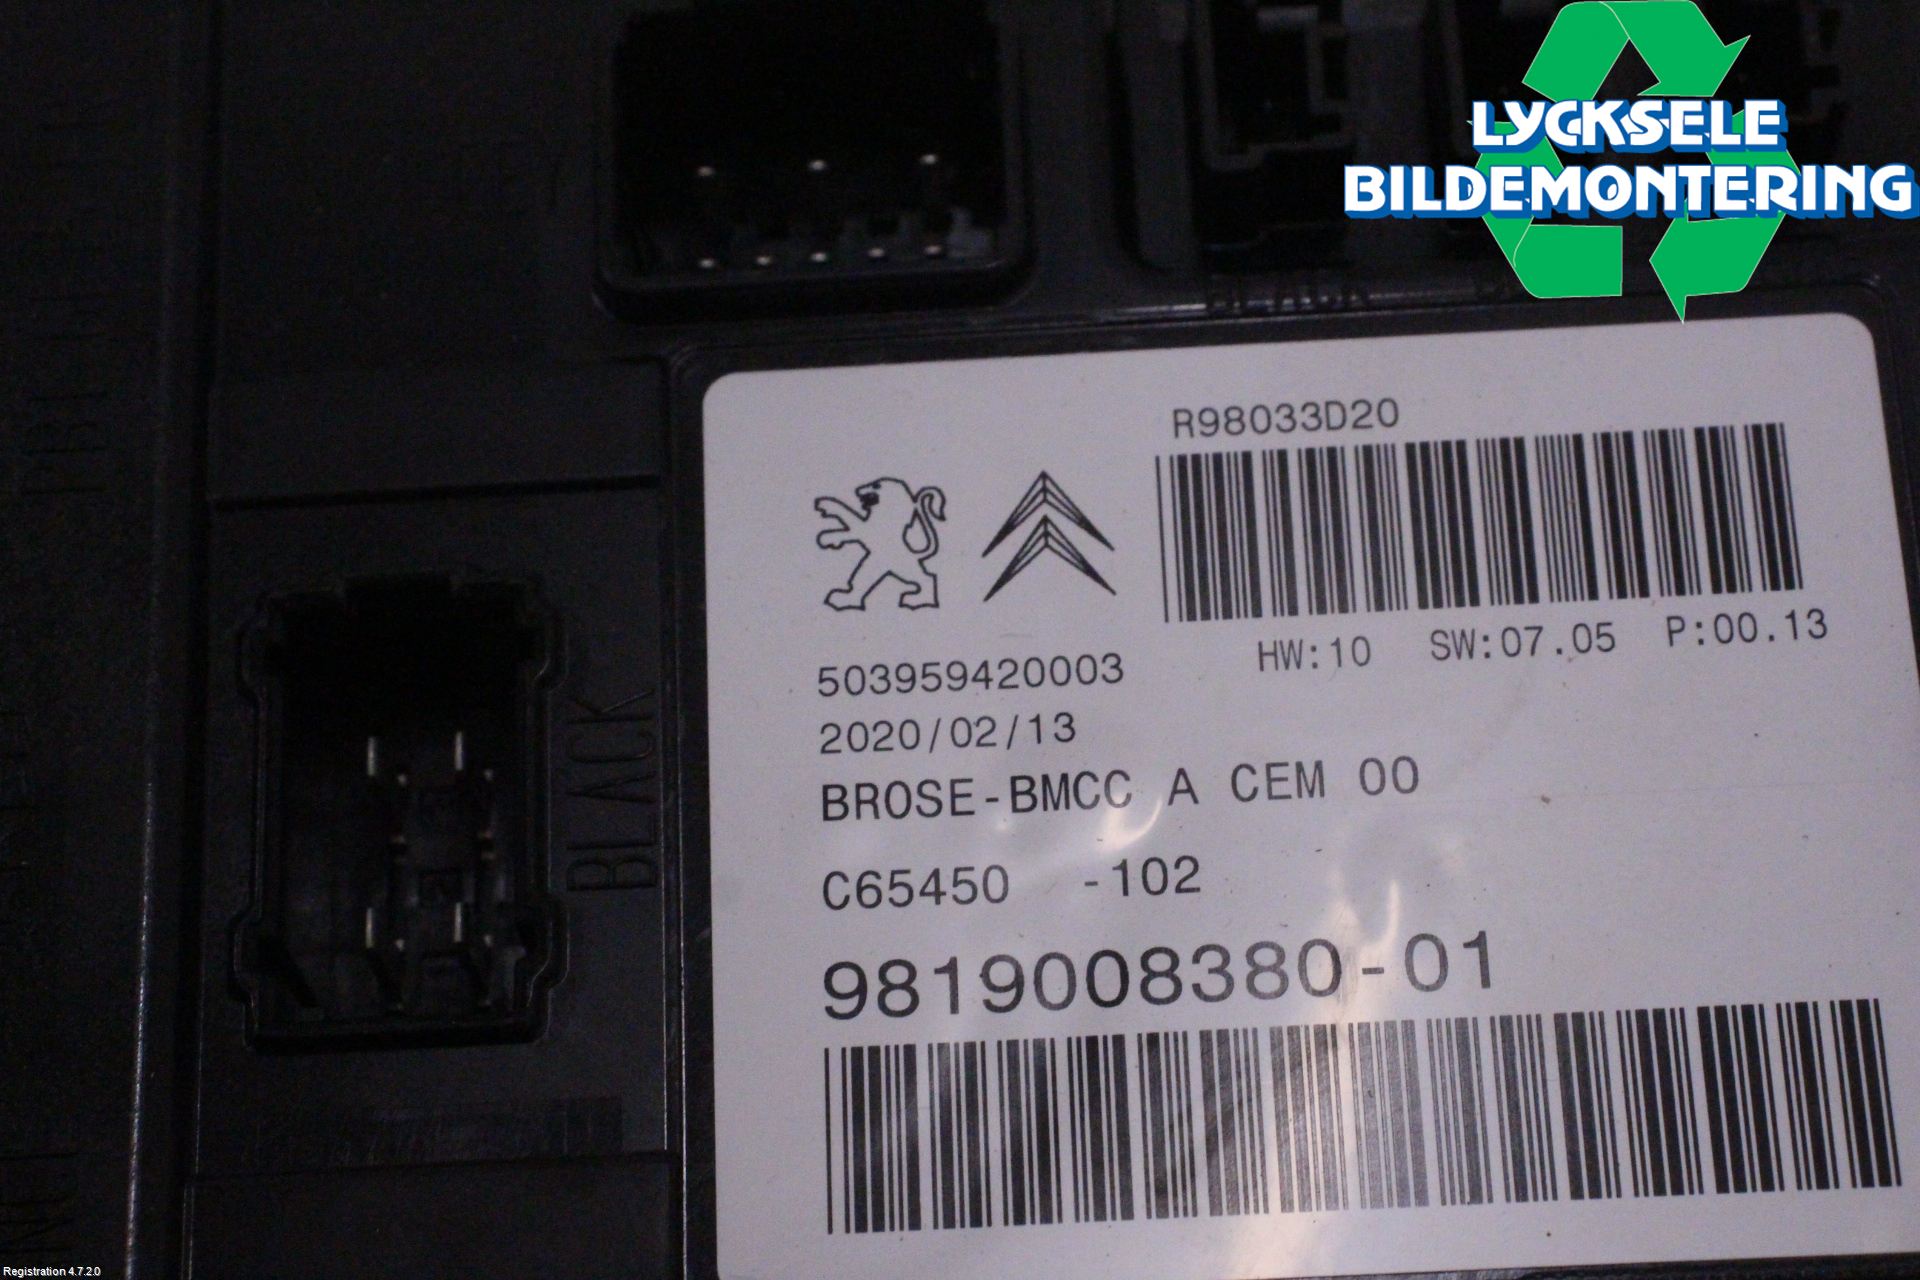 LYCKSELE
BILDEMONTERING
BLACK
R98033D20
HW:10 SW:07.05 P:00.13
503959420003
2020/02/13
BROSE-BMCC A CEM 00
C65450 -102
9819008380-01
BLACK
Registration 4.7.2.0